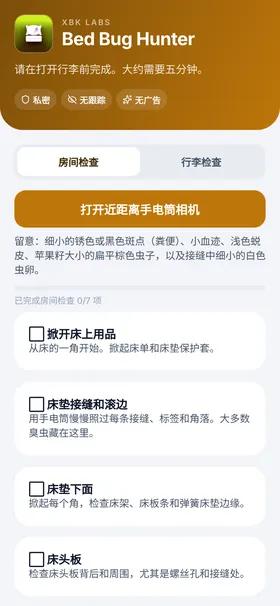 XBK LABS
Bed Bug Hunter
请在打开行李前完成。大约需要五分钟。
私密
无跟踪
无广告
房间检查
行李检查
打开近距离手电筒相机
留意：细小的锈色或黑色斑点（粪便）、小血迹、浅色蜕
皮、苹果籽大小的扁平棕色虫子，以及接缝中细小的白色
虫卵。
已完成房间检查 0/7 项
掀开床上用品
从床的一角开始。掀起床单和床垫保护套。
床垫接缝和滚边
用手电筒慢慢照过每条接缝、标签和角落。大多数
臭虫藏在这里。
床垫下面
掀起每个角，检查床架、床板条和弹簧床垫边缘。
床头板
检查床头板背后和周围，尤其是螺丝孔和接缝处。